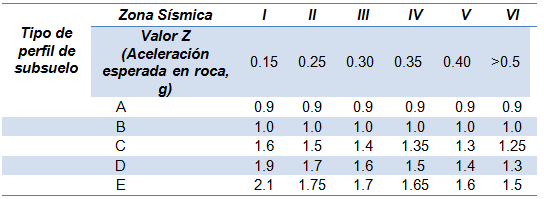 Tipo de perfil de subsuelo
Zona Sísmica I II III IV V VI
Valor Z (Aceleración esperada en roca, g) 0.15 0.25 0.30 0.35 0.40 >0.5
A 0.9 0.9 0.9 0.9 0.9 0.9
B 1.0 1.0 1.0 1.0 1.0 1.0
C 1.6 1.5 1.4 1.35 1.3 1.25
D 1.9 1.7 1.6 1.5 1.4 1.3
E 2.1 1.75 1.7 1.65 1.6 1.5